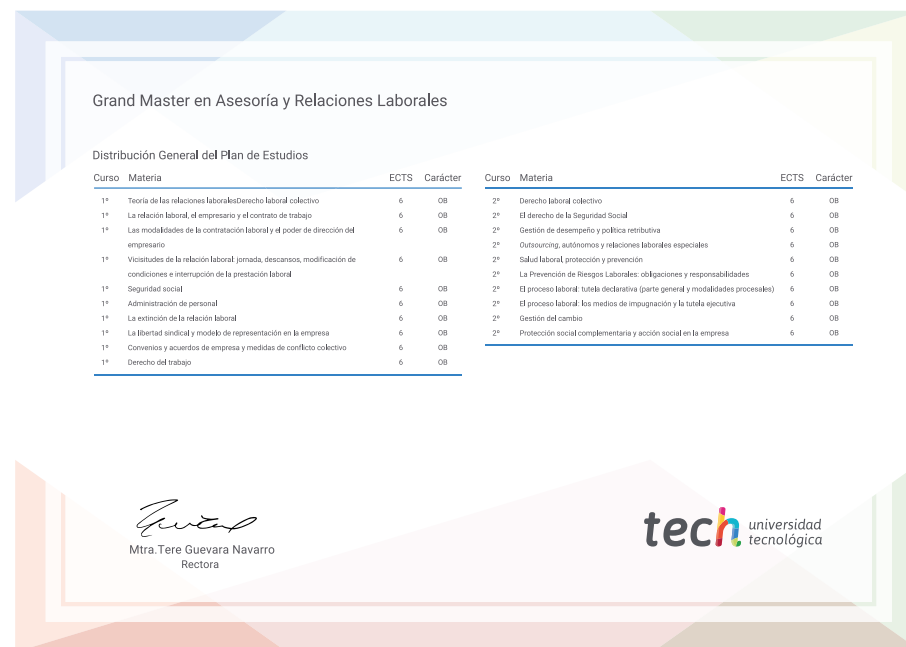 Grand Master en Asesoría y Relaciones Laborales
Distribución General del Plan de Estudios
Curso Materia ECTS Carácter
1º Teoría de las relaciones laboralesDerecho laboral colectivo 6 OB
1º La relación laboral, el empresario y el contrato de trabajo 6 OB
1º Las modalidades de la contratación laboral y el poder de dirección del 6 OB
empresario
1º Vicisitudes de la relación laboral: jornada, descansos, modificación de 6 OB
condiciones e interrupción de la prestación laboral
1º Seguridad social 6 OB
1º Administración de personal 6 OB
1º La extinción de la relación laboral 6 OB
1º La libertad sindical y modelo de representación en la empresa 6 OB
1º Convenios y acuerdos de empresa y medidas de conflicto colectivo 6 OB
1º Derecho del trabajo 6 OB
Curso Materia ECTS Carácter
2º Derecho laboral colectivo 6 OB
2º El derecho de la Seguridad Social 6 OB
2º Gestión de desempeño y política retributiva 6 OB
2º Outsourcing, autónomos y relaciones laborales especiales 6 OB
2º Salud laboral, protección y prevención 6 OB
2º La Prevención de Riesgos Laborales: obligaciones y responsabilidades 6 OB
2º El proceso laboral: tutela declarativa (parte general y modalidades procesales) 6 OB
2º El proceso laboral: los medios de impugnación y la tutela ejecutiva 6 OB
2º Gestión del cambio 6 OB
2º Protección social complementaria y acción social en la empresa 6 OB
Mtra.Tere Guevara Navarro
Rectora
tech universidad
tecnológica